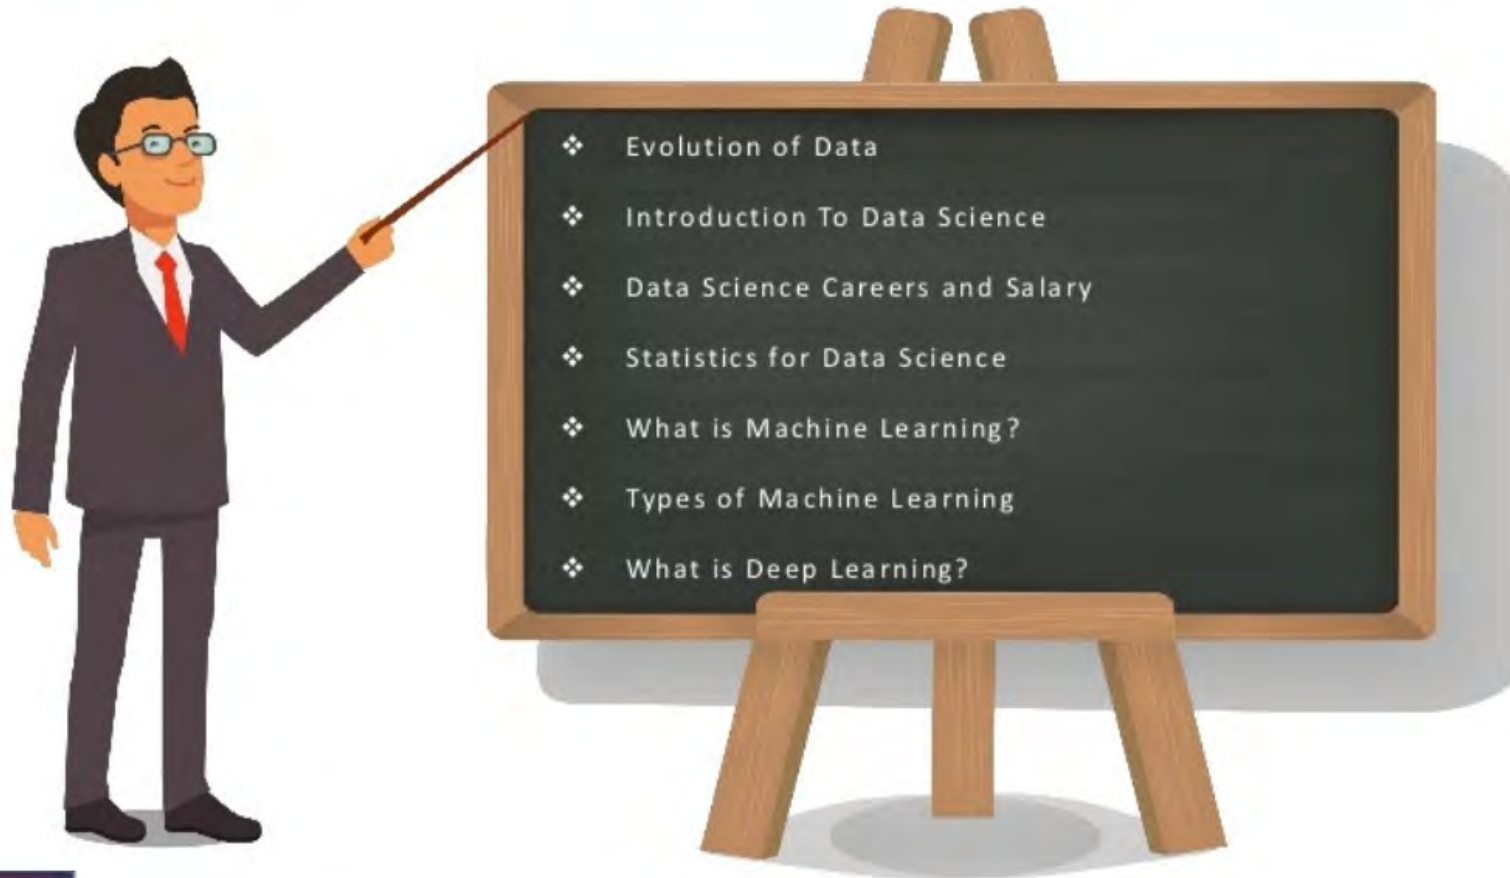 ❖ Evolution of Data
❖ Introduction To Data Science
❖ Data Science Careers and Salary
❖ Statistics for Data Science
❖ What is Machine Learning?
❖ Types of Machine Learning
❖ What is Deep Learning?